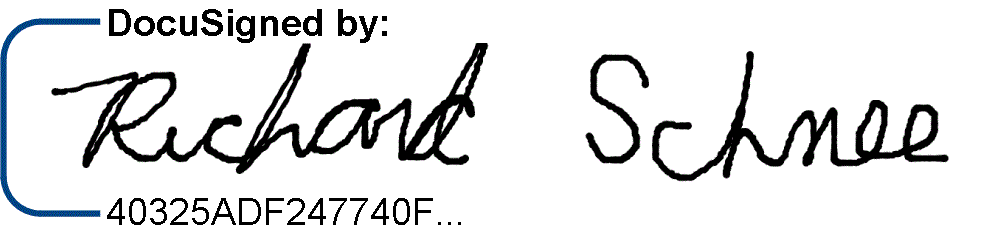 DocuSigned by:
Richard Schnee
40325ADF247740F...